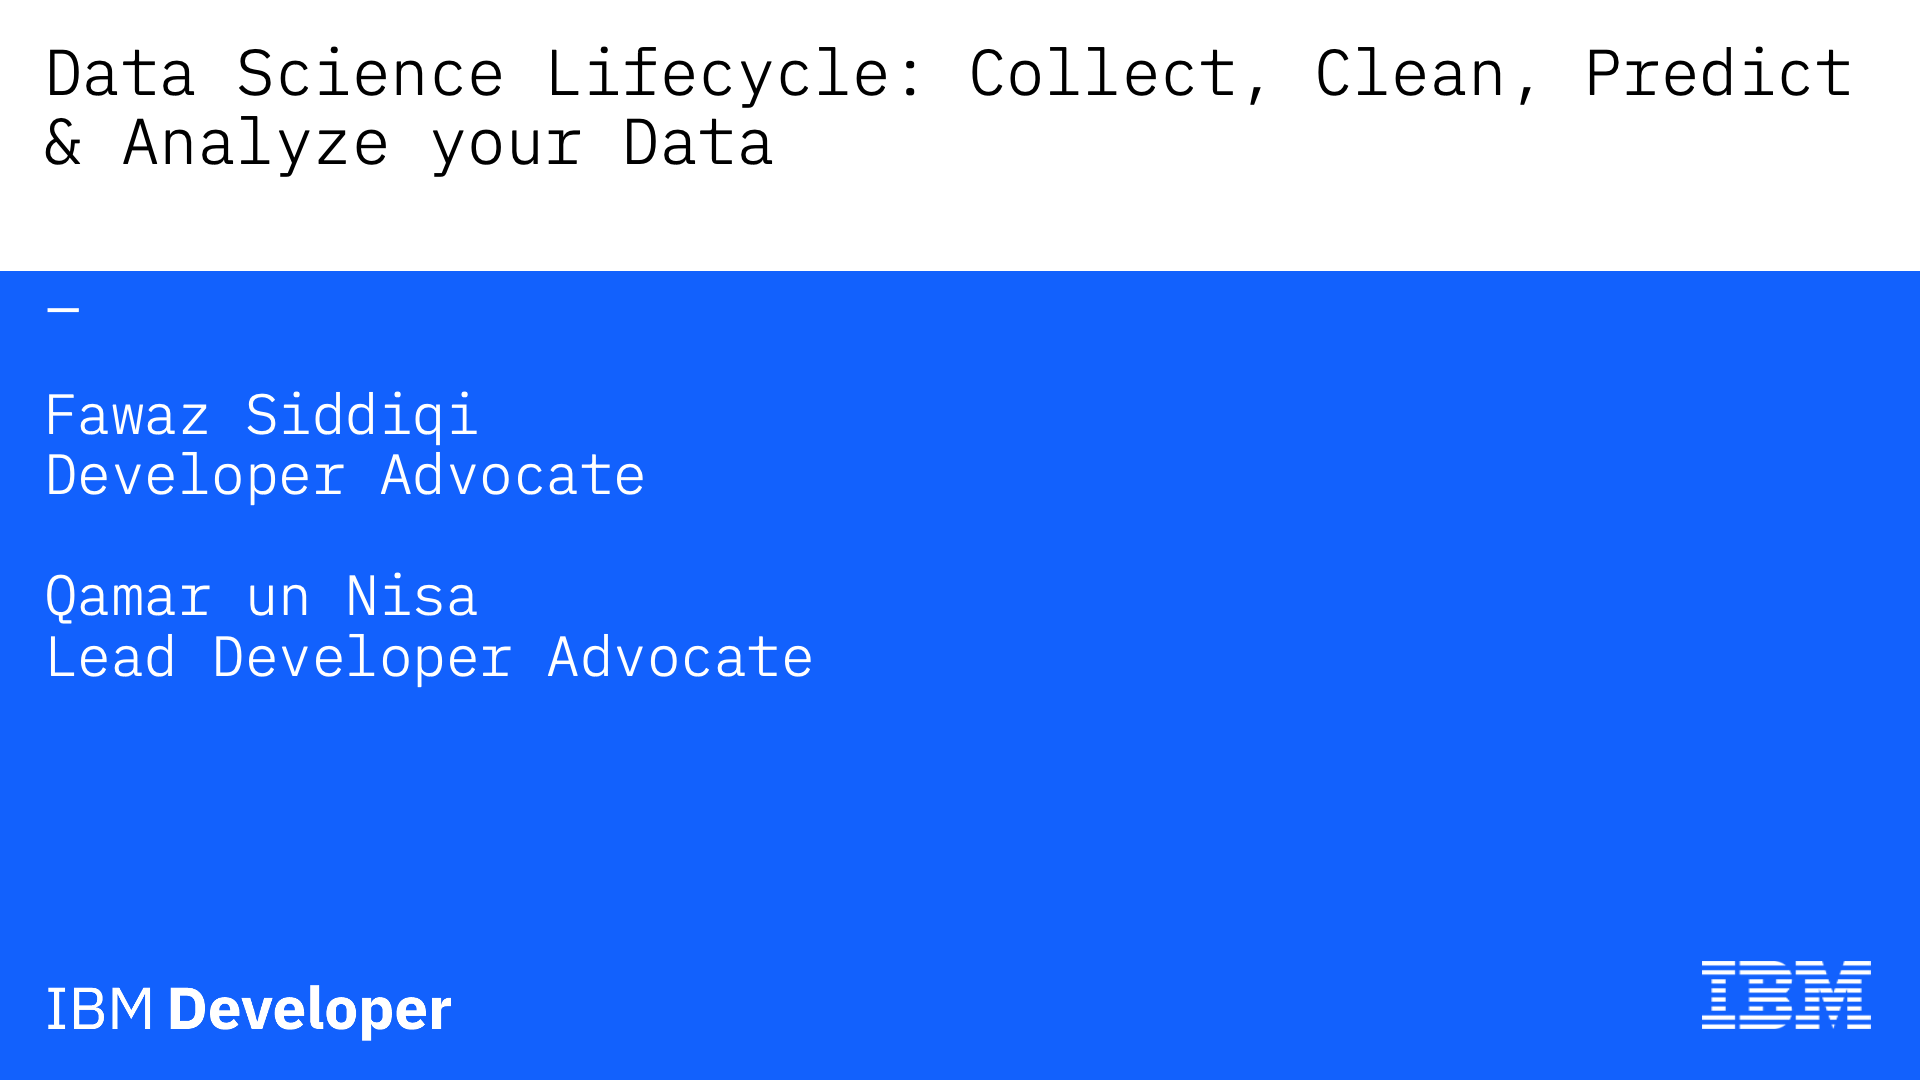 Data Science Lifecycle: Collect, Clean, Predict
& Analyze your Data
—
Fawaz Siddiqi
Developer Advocate
Qamar un Nisa
Lead Developer Advocate
IBM Developer
IBM